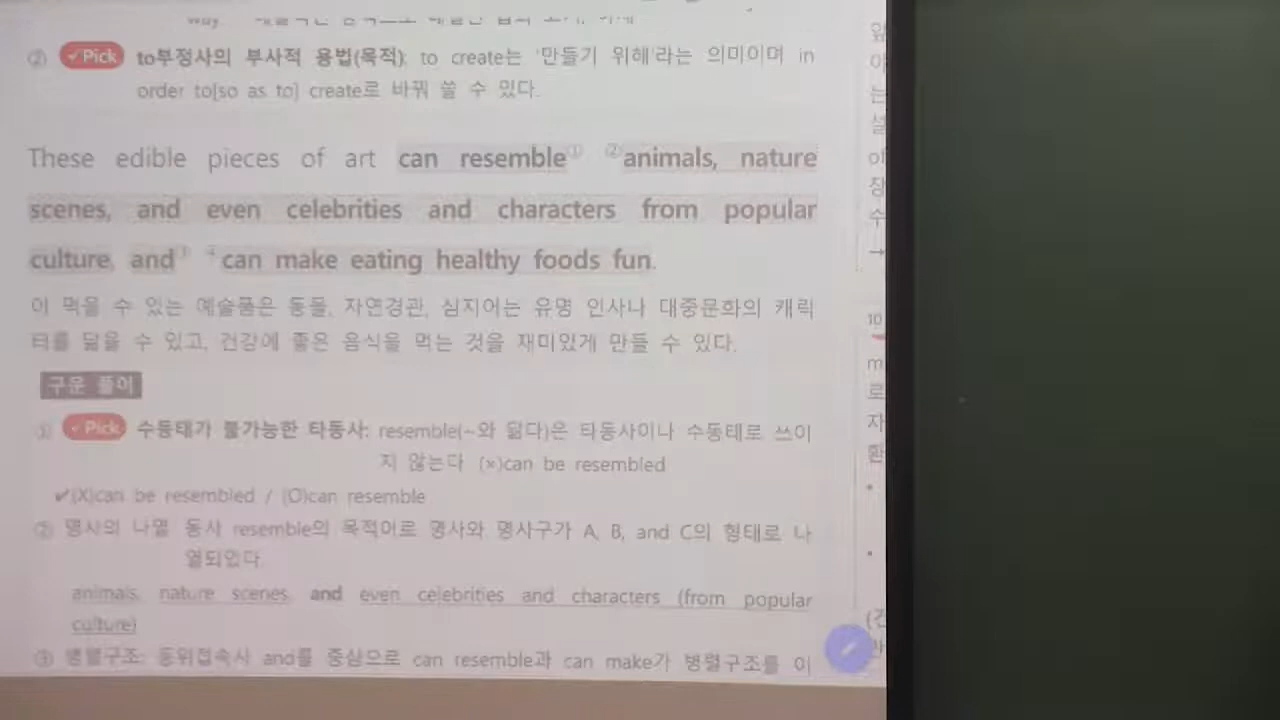 ② ✓Pick to부정사의 부사적 용법(목적): to create는 '만들기 위해'라는 의미이며 in
order to[so as to] create로 바꿔 쓸 수 있다.
These edible pieces of art can resemble① ②animals, nature
scenes, and even celebrities and characters from popular
culture, and③ ④can make eating healthy foods fun.
이 먹을 수 있는 예술품은 동물, 자연경관, 심지어는 유명 인사나 대중문화의 캐릭
터를 닮을 수 있고, 건강에 좋은 음식을 먹는 것을 재미있게 만들 수 있다.
구문 풀이
① ✓Pick 수동태가 불가능한 타동사: resemble(~와 닮다)은 타동사이나 수동태로 쓰이
지 않는다 (×)can be resembled
✔(X)can be resembled / (O)can resemble
② 명사의 나열: 동사 resemble의 목적어로 명사와 명사구가 A, B, and C의 형태로 나
열되었다.
animals, nature scenes, and even celebrities and characters (from popular
culture)
③ 병렬구조: 등위접속사 and를 중심으로 can resemble과 can make가 병렬구조를 이
of
장
수
→
10
m
로
자